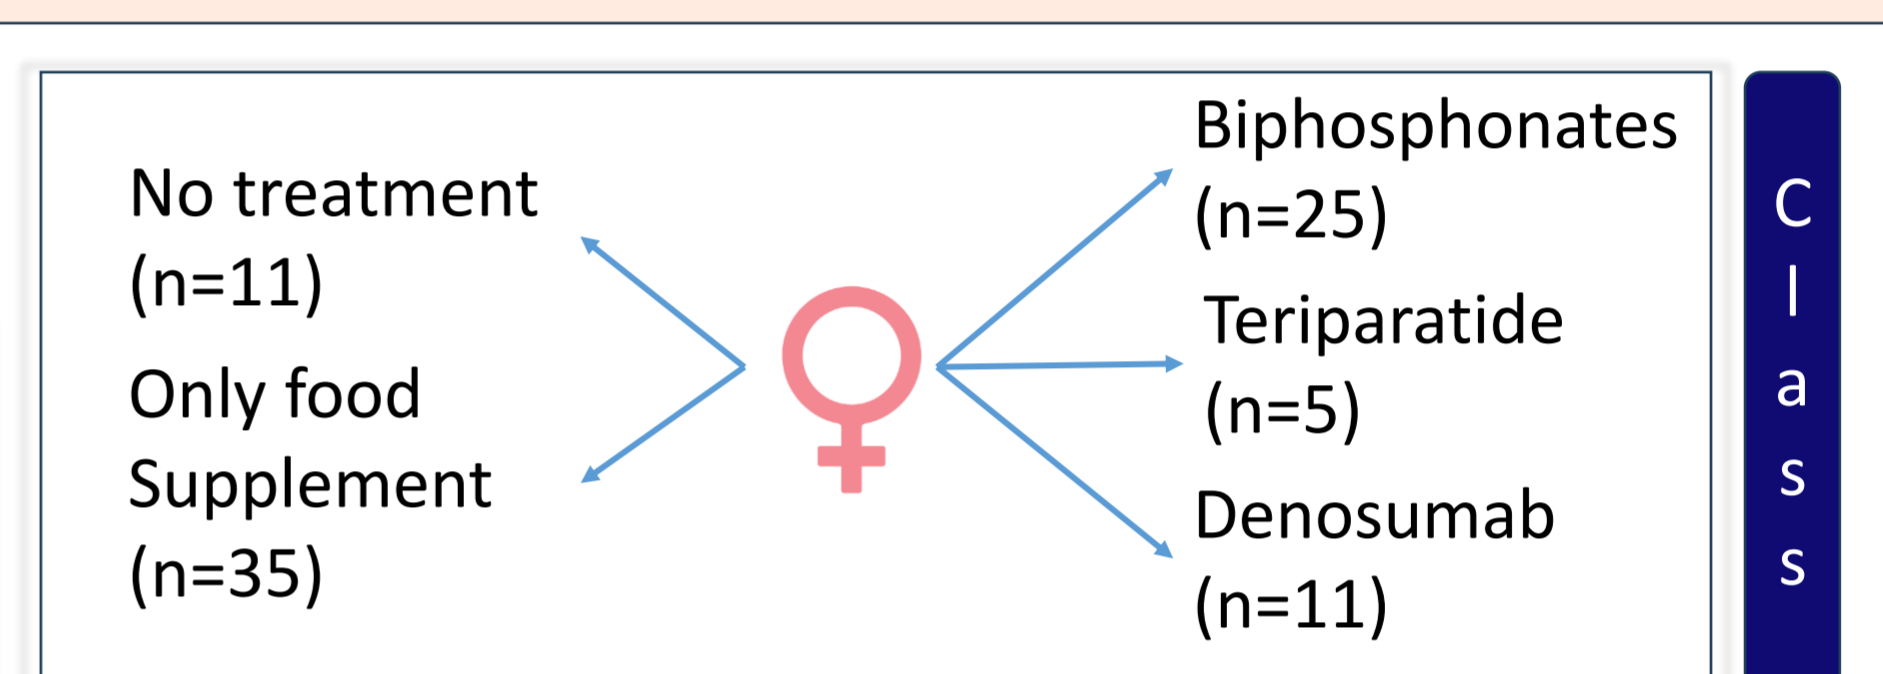 No treatment
(n=11)
Only food
Supplement
(n=35)
Biphosphonates
(n=25)
Teriparatide
(n=5)
Denosumab
(n=11)
C
l
a
s
s